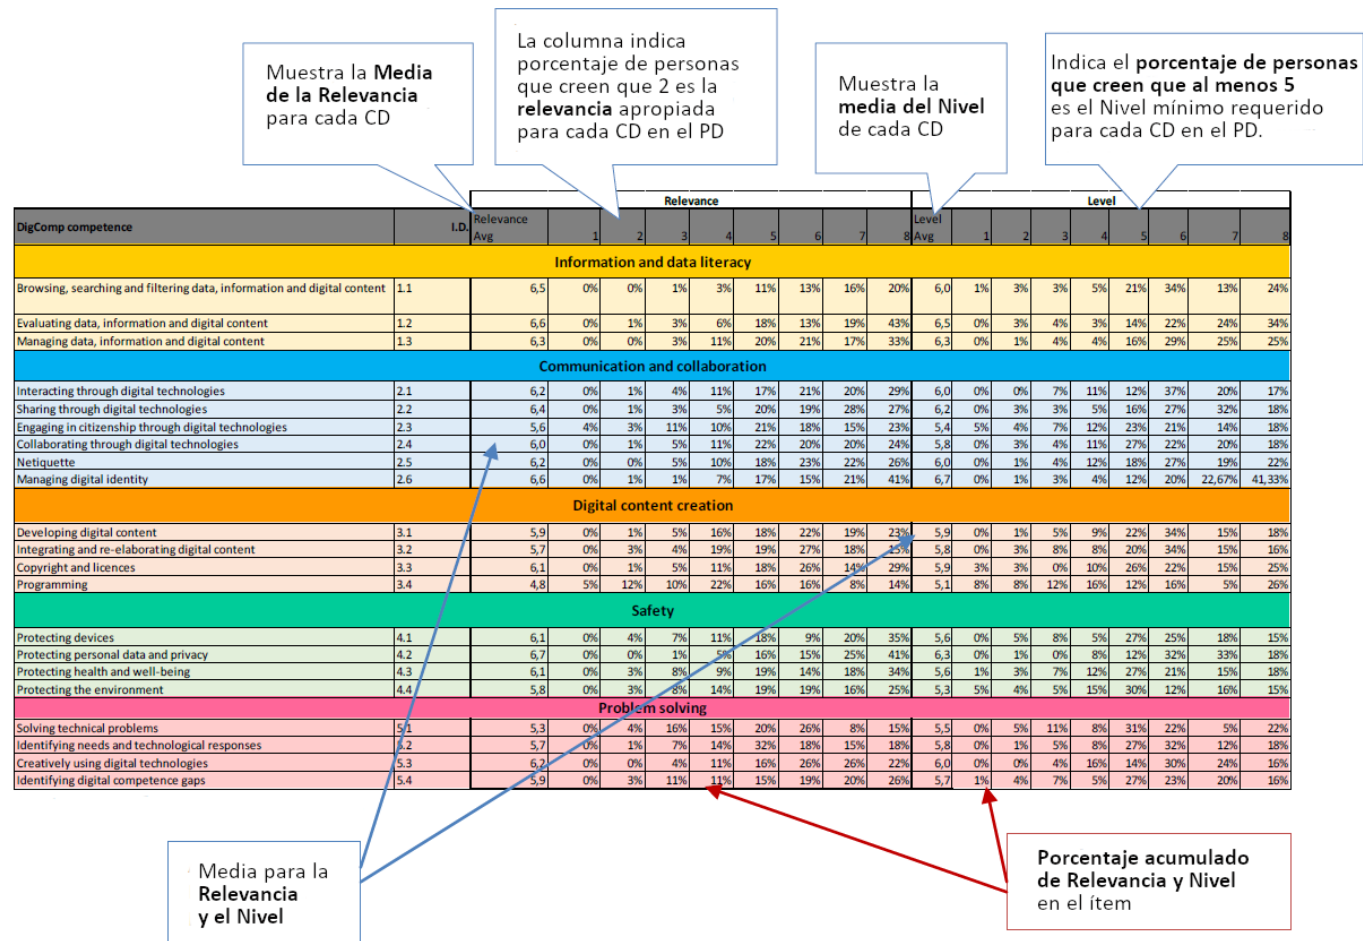 Muestra la Media
de la Relevancia
para cada CD
La columna indica
porcentaje de personas
que creen que 2 es la
relevancia apropiada
para cada CD en el PD
Muestra la
media del Nivel
de cada CD
Indica el porcentaje de personas
que creen que al menos 5
es el Nivel mínimo requerido
para cada CD en el PD.
Relevance Level
DigComp competence I.D. Relevance Avg 1 2 3 4 5 6 7 8 Level Avg 1 2 3 4 5 6 7 8
Information and data literacy
Browsing, searching and filtering data, information and digital content 1.1 6,5 0% 0% 1% 3% 11% 13% 16% 20% 6,0 1% 3% 3% 5% 21% 34% 13% 24%
Evaluating data, information and digital content 1.2 6,6 0% 1% 3% 6% 18% 13% 19% 43% 6,5 0% 3% 4% 3% 14% 22% 24% 34%
Managing data, information and digital content 1.3 6,3 0% 0% 3% 11% 20% 21% 17% 33% 6,3 0% 1% 4% 4% 16% 29% 25% 25%
Communication and collaboration
Interacting through digital technologies 2.1 6,2 0% 1% 4% 11% 17% 21% 20% 29% 6,0 0% 0% 7% 11% 12% 37% 20% 17%
Sharing through digital technologies 2.2 6,4 0% 1% 3% 5% 20% 19% 28% 27% 6,2 0% 3% 3% 5% 16% 27% 32% 18%
Engaging in citizenship through digital technologies 2.3 5,6 4% 3% 11% 10% 21% 18% 15% 23% 5,4 5% 4% 7% 12% 23% 21% 14% 18%
Collaborating through digital technologies 2.4 6,0 0% 1% 5% 11% 22% 20% 20% 24% 5,8 0% 3% 4% 11% 27% 22% 20% 18%
Netiquette 2.5 6,2 0% 0% 5% 10% 18% 23% 22% 26% 6,0 0% 1% 4% 12% 18% 27% 19% 22%
Managing digital identity 2.6 6,6 0% 1% 1% 7% 17% 15% 21% 41% 6,7 0% 1% 3% 4% 12% 20% 22,67% 41,33%
Digital content creation
Developing digital content 3.1 5,9 0% 1% 5% 16% 18% 22% 19% 23% 5,9 0% 1% 5% 9% 22% 34% 15% 18%
Integrating and re-elaborating digital content 3.2 5,7 0% 3% 4% 19% 19% 27% 18% 15% 5,8 0% 3% 8% 8% 20% 34% 15% 16%
Copyright and licences 3.3 6,1 0% 1% 5% 11% 18% 26% 14% 29% 5,9 3% 3% 0% 10% 26% 22% 15% 25%
Programming 3.4 4,8 5% 12% 10% 22% 16% 16% 8% 14% 5,1 8% 8% 12% 16% 12% 16% 5% 26%
Safety
Protecting devices 4.1 6,1 0% 4% 7% 11% 18% 9% 20% 35% 5,6 0% 5% 8% 5% 27% 25% 18% 15%
Protecting personal data and privacy 4.2 6,7 0% 0% 1% 5% 16% 15% 25% 41% 6,3 0% 1% 0% 8% 12% 32% 33% 18%
Protecting health and well-being 4.3 6,1 0% 3% 8% 9% 19% 14% 18% 34% 5,6 1% 3% 7% 12% 27% 21% 15% 18%
Protecting the environment 4.4 5,8 0% 3% 8% 14% 19% 19% 16% 25% 5,3 5% 4% 5% 15% 30% 12% 16% 15%
Problem solving
Solving technical problems 5.1 5,3 0% 4% 16% 15% 20% 26% 8% 15% 5,5 0% 5% 11% 8% 31% 22% 5% 22%
Identifying needs and technological responses 5.2 5,7 0% 1% 7% 14% 32% 18% 15% 18% 5,8 0% 1% 5% 8% 27% 32% 12% 18%
Creatively using digital technologies 5.3 6,2 0% 0% 4% 11% 16% 26% 26% 22% 6,0 0% 0% 4% 16% 14% 30% 24% 16%
Identifying digital competence gaps 5.4 5,9 0% 3% 11% 11% 15% 19% 20% 26% 5,7 1% 4% 7% 5% 27% 23% 20% 16%
Media para la
Relevancia
y el Nivel
Porcentaje acumulado
de Relevancia y Nivel
en el ítem